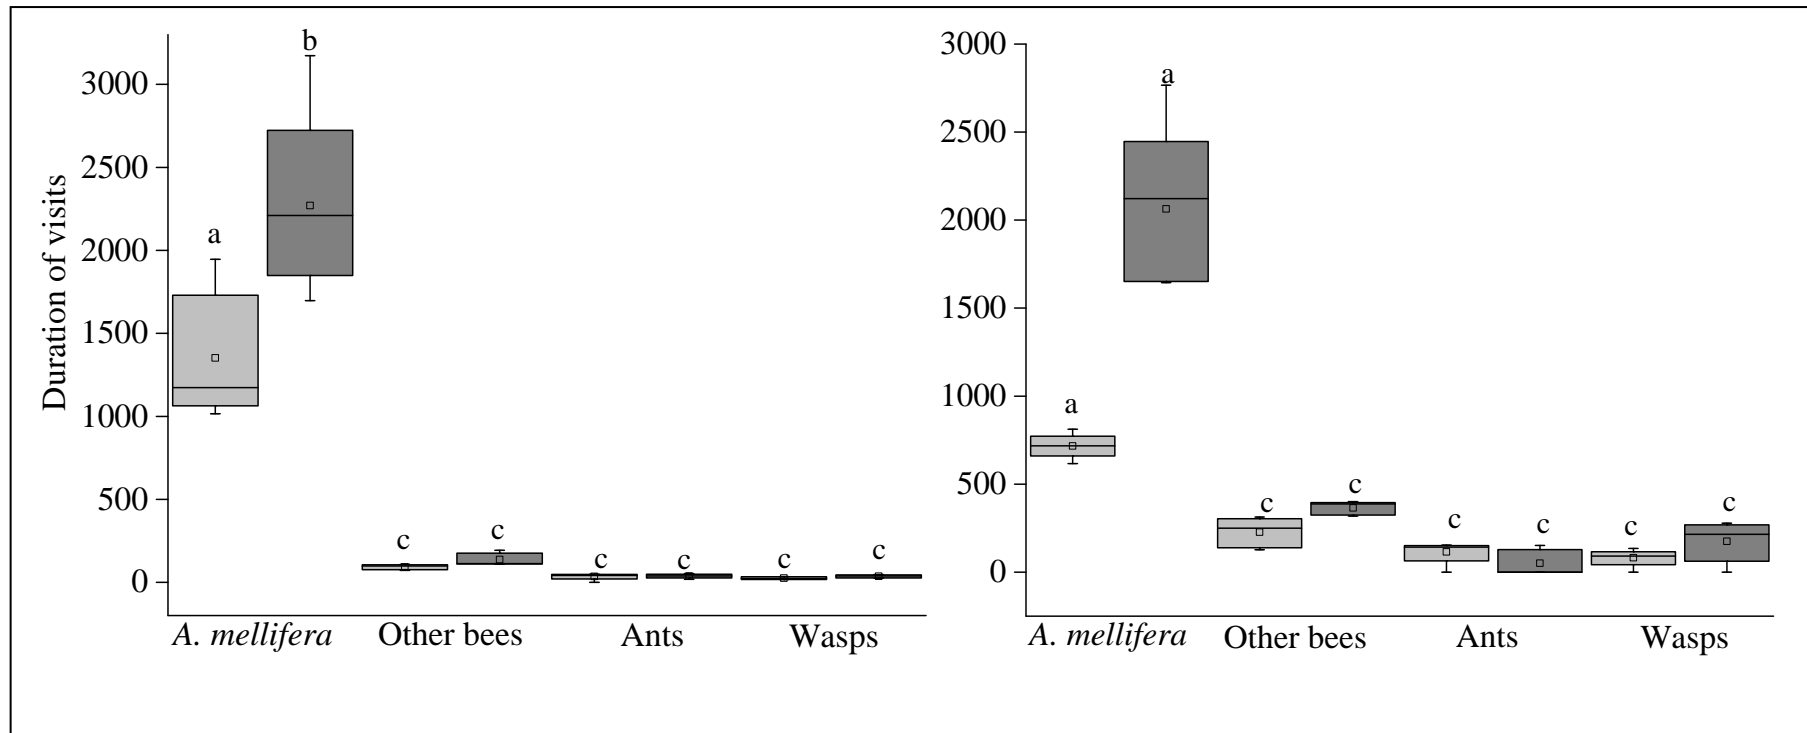 Duration of visits
3000
2500
2000
1500
1000
500
0
a
b
c
c
c
c
c
c
A. mellifera
Other bees
Ants
Wasps
3000
2500
2000
1500
1000
500
0
a
a
c
c
c
c
c
c
A. mellifera
Other bees
Ants
Wasps